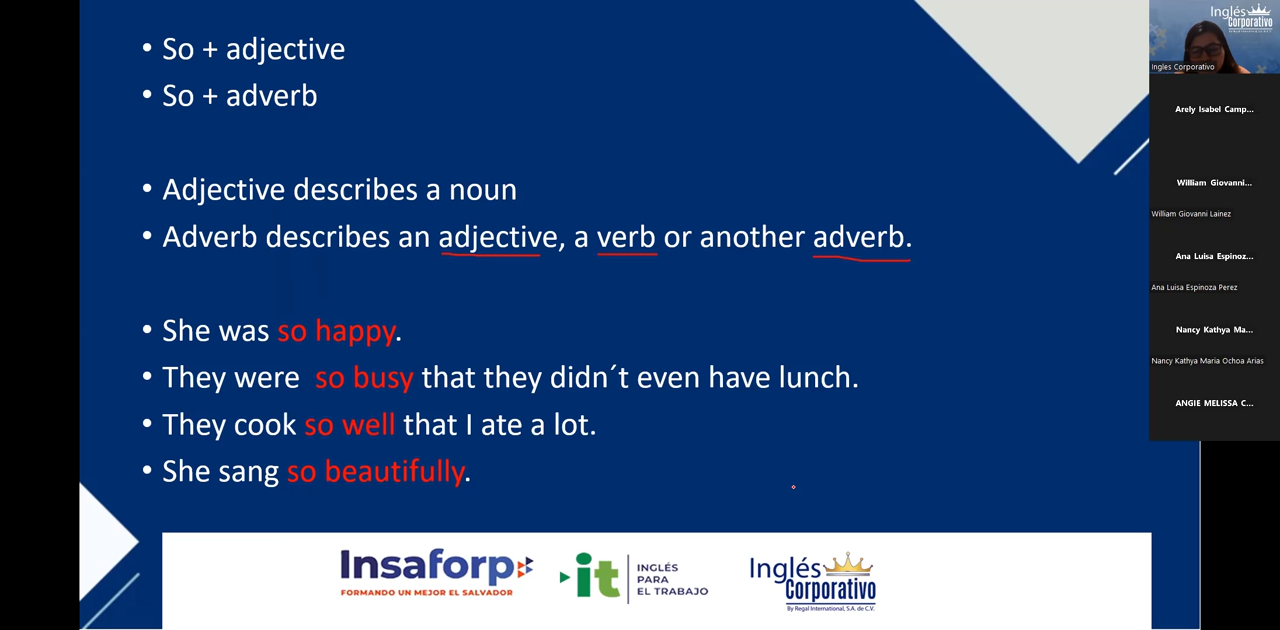 • So + adjective
• So + adverb
• Adjective describes a noun
• Adverb describes an adjective, a verb or another adverb.
• She was so happy.
• They were  so busy that they didn´t even have lunch.
• They cook so well that I ate a lot.
• She sang so beautifully.
Insaforp
FORMANDO UN MEJOR EL SALVADOR
it
INGLÉS
PARA
EL TRABAJO
Inglés
Corporativo
By Regal International, S.A. de C.V.
Inglés
Corporativo
Ingles Corporativo
Arely Isabel Camp...
William Giovanni...
William Giovanni Lainez
Ana Luisa Espinoz...
Ana Luisa Espinoza Perez
Nancy Kathya Ma...
Nancy Kathya Maria Ochoa Arias
ANGIE MELISSA C...